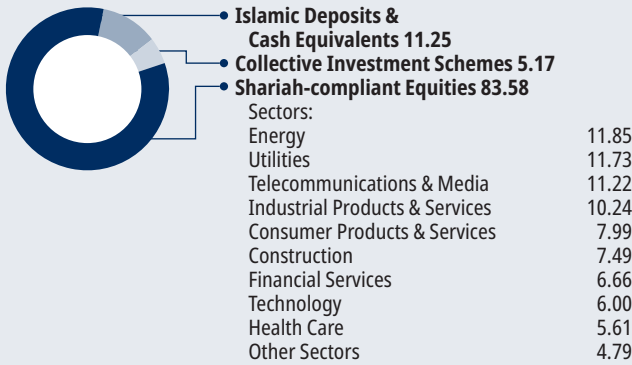 Islamic Deposits &
Cash Equivalents 11.25
Collective Investment Schemes 5.17
Shariah-compliant Equities 83.58
Sectors:
Energy 11.85
Utilities 11.73
Telecommunications & Media 11.22
Industrial Products & Services 10.24
Consumer Products & Services 7.99
Construction 7.49
Financial Services 6.66
Technology 6.00
Health Care 5.61
Other Sectors 4.79